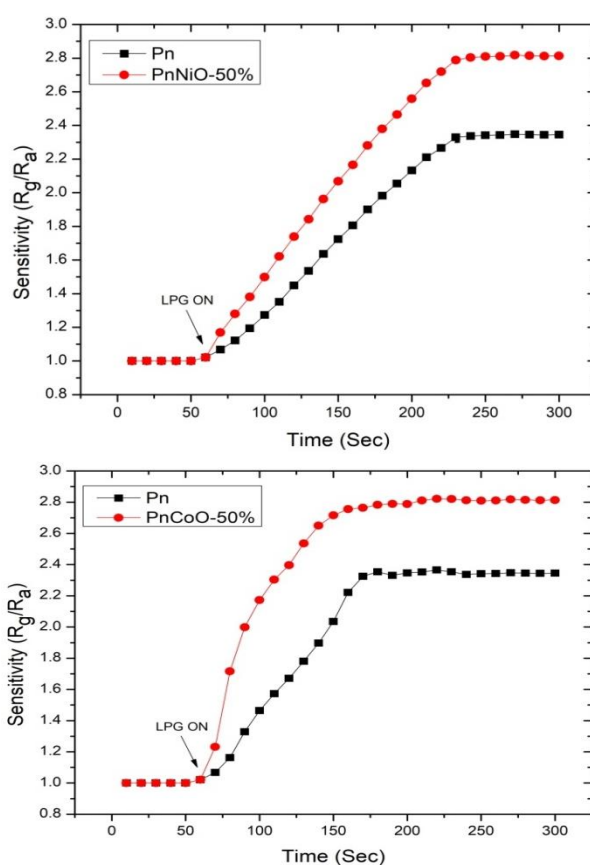 3.0
2.8
2.6
2.4
2.2
2.0
1.8
1.6
1.4
1.2
1.0
0.8
Sensitivity (Rg/Ra)
Pn
PnNiO-50%
LPG ON
0 50 100 150 200 250 300
Time (Sec)
3.0
2.8
2.6
2.4
2.2
2.0
1.8
1.6
1.4
1.2
1.0
0.8
Sensitivity (Rg/Ra)
Pn
PnCoO-50%
LPG ON
0 50 100 150 200 250 300
Time (Sec)